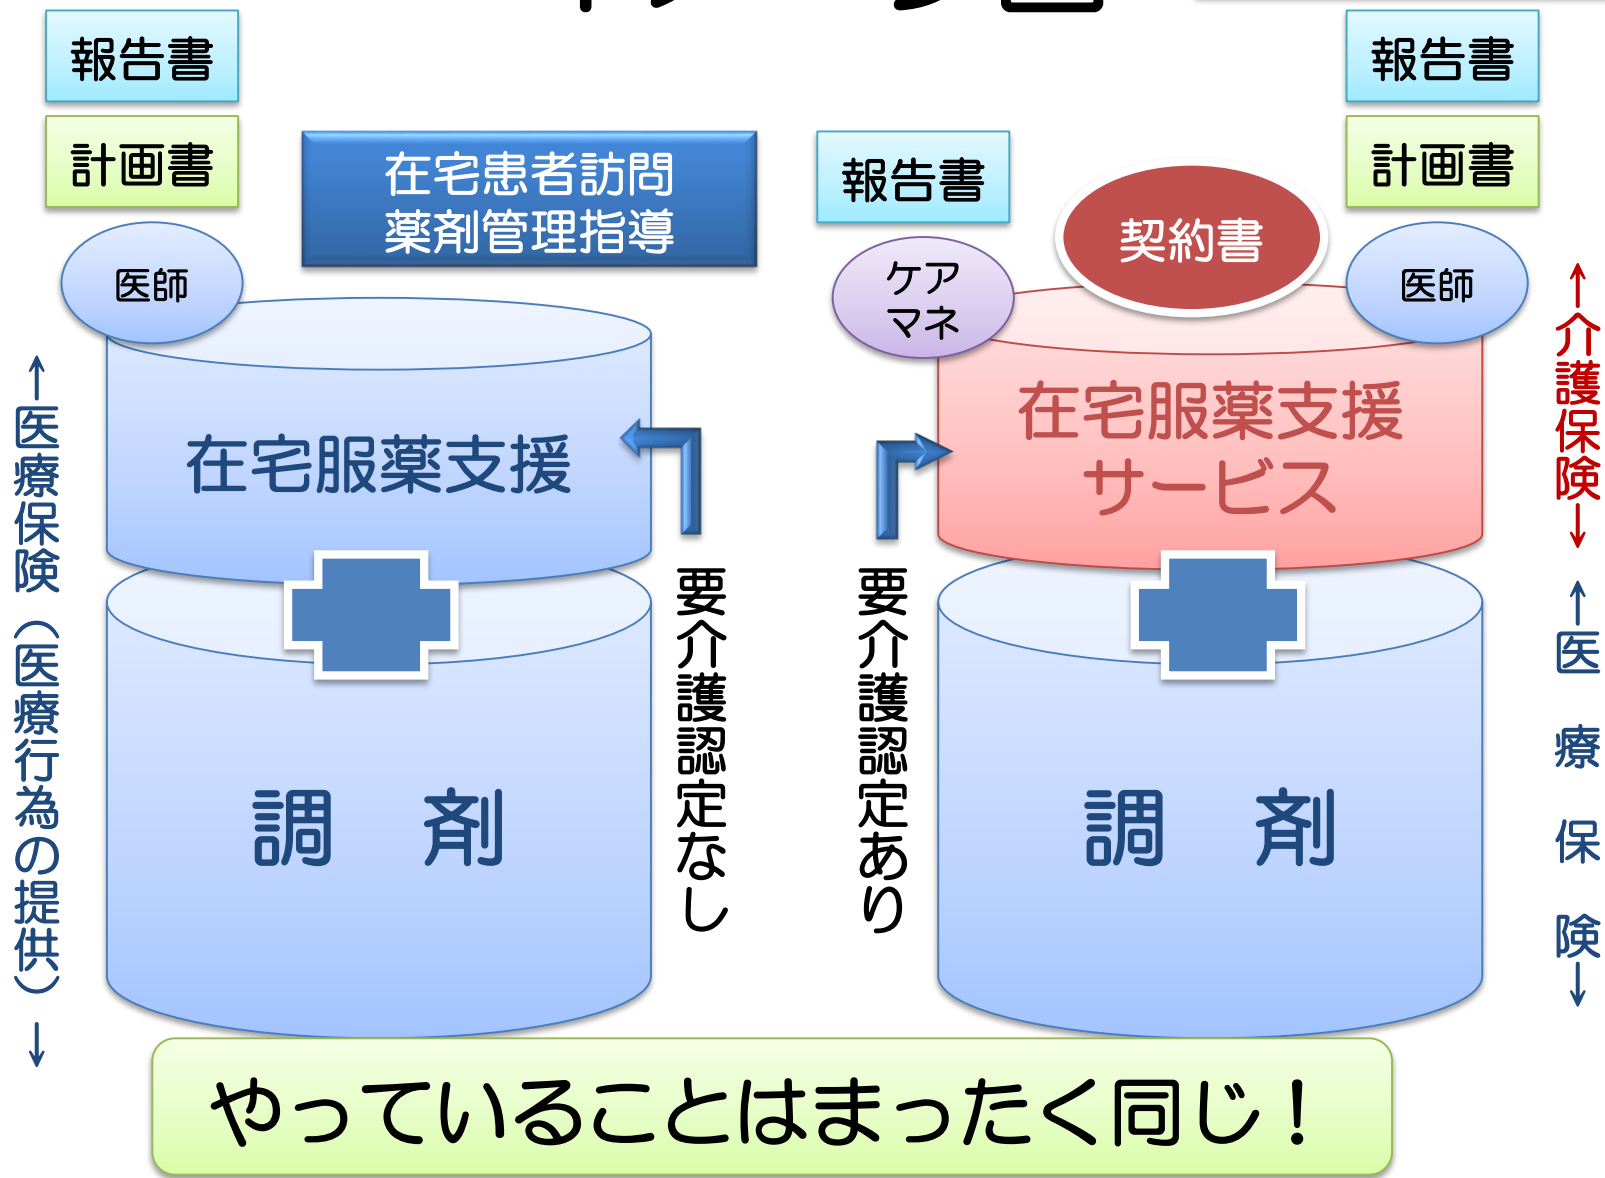 報告書
計画書
医師
在宅患者訪問
薬剤管理指導
報告書
ケア
マネ
契約書
報告書
計画書
医師
←医療保険（医療行為の提供）→
在宅服薬支援
調　剤
要介護認定なし
要介護認定あり
在宅服薬支援
サービス
調　剤
←介護保険→
←医　療　保　険→
やっていることはまったく同じ！